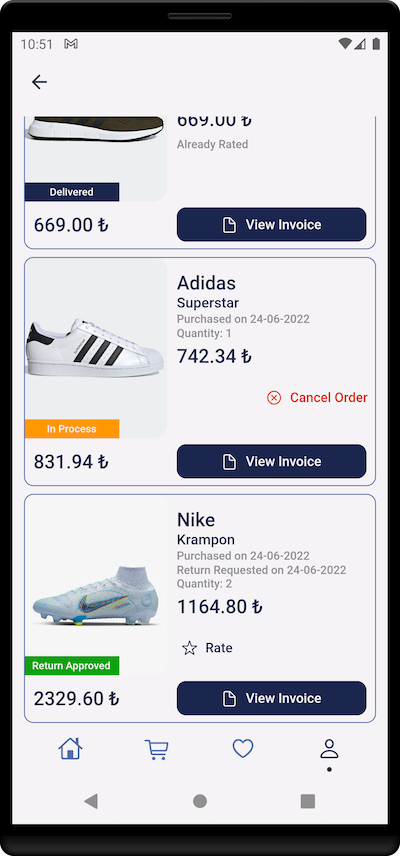 10:51
669.00 ₺
Already Rated
Delivered
669.00 ₺
View Invoice
Adidas
Superstar
Purchased on 24-06-2022
Quantity: 1
742.34 ₺
Cancel Order
In Process
831.94 ₺
View Invoice
Nike
Krampon
Purchased on 24-06-2022
Return Requested on 24-06-2022
Quantity: 2
1164.80 ₺
Rate
Return Approved
2329.60 ₺
View Invoice